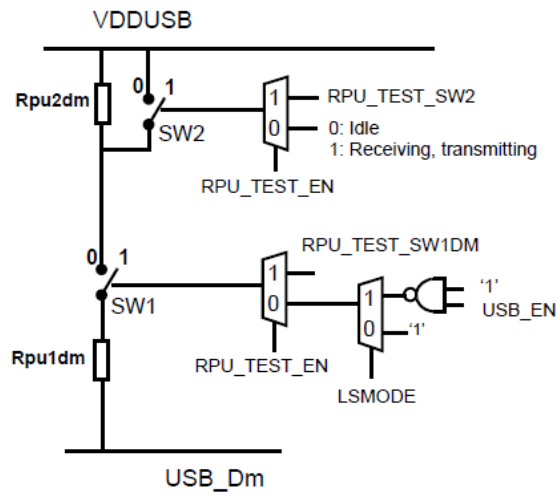 VDDUSB
0 1
Rpu2dm
SW2
1
0
RPU_TEST_SW2
0: Idle
1: Receiving, transmitting
RPU_TEST_EN
0 1
SW1
RPU_TEST_SW1DM
1
0
1
0
'1'
USB_EN
'1'
Rpu1dm
RPU_TEST_EN
LSMODE
USB_Dm